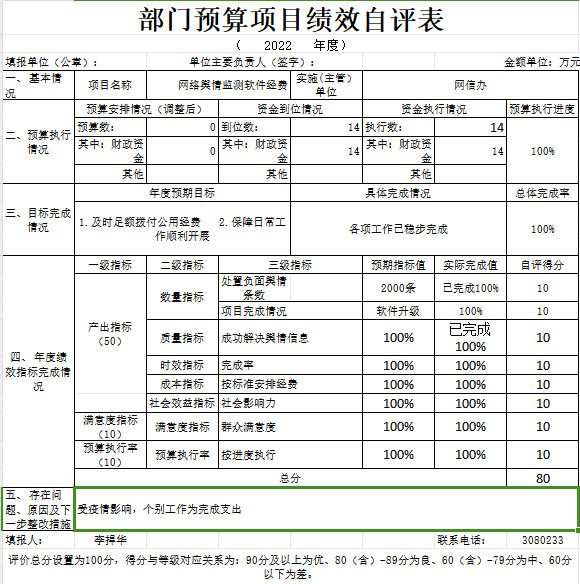 部门预算项目绩效自评表
( 2022 年度)
填报单位（公章）： 单位主要负责人（签字）： 金额单位：万元
一、 基本情况 项目名称 网络舆情监测软件经费 实施(主管)单位 网信办
二、预算执行情况 预算安排情况（调整后） 资金到位情况 资金执行情况 预算执行进度
预算数： 0 到位数： 14 执行数： 14 100%
其中：财政资金 0 其中：财政资金 14 其中：财政资金 14
其他 其他 其他
三、目标完成情况 年度预期目标 具体完成情况 总体完成率
1.及时足额拨付公用经费 2.保障日常工作顺利开展 各项工作已稳步完成 100%
四、 年度绩效指标完成情况 一级指标 二级指标 三级指标 预期指标值 实际完成值 自评得分
产出指标（50） 数量指标 处置负面舆情条数 2000条 已完成100% 10
项目完成情况 软件升级 100% 10
质量指标 成功解决舆情信息 100% 已完成100% 10
时效指标 完成率 100% 100% 10
成本指标 按标准安排经费 100% 100% 10
社会效益指标 社会影响力 100% 100% 10
满意度指标（10） 满意度指标 群众满意度 100% 100% 10
预算执行率（10） 预算执行率 按进度执行 100% 100% 10
总分 80
五、 存在问题、原因及下一步整改措施 受疫情影响，个别工作为完成支出
填报人： 李捍华 联系电话： 3080233
评价总分设置为100分，得分与等级对应关系为：90分及以上为优、80（含）-89分为良、60（含）-79分为中、60分
以下为差。